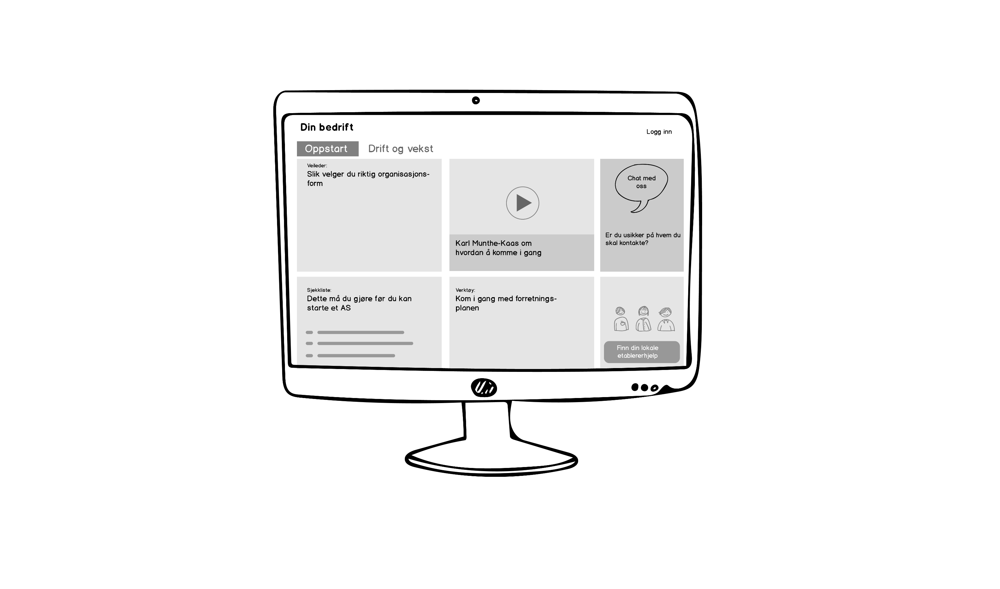 Din bedrift
Logg inn
Oppstart
Drift og vekst
Veileder:
Slik velger du riktig organisasjons-
form
Karl Munthe-Kaas om
hvordan å komme i gang
Chat med
oss
Er du usikker på hvem du
skal kontakte?
Sjekkliste:
Dette må du gjøre før du kan
starte et AS
Verktøy:
Kom i gang med forretnings-
planen
Finn din lokale
etablererhjelp